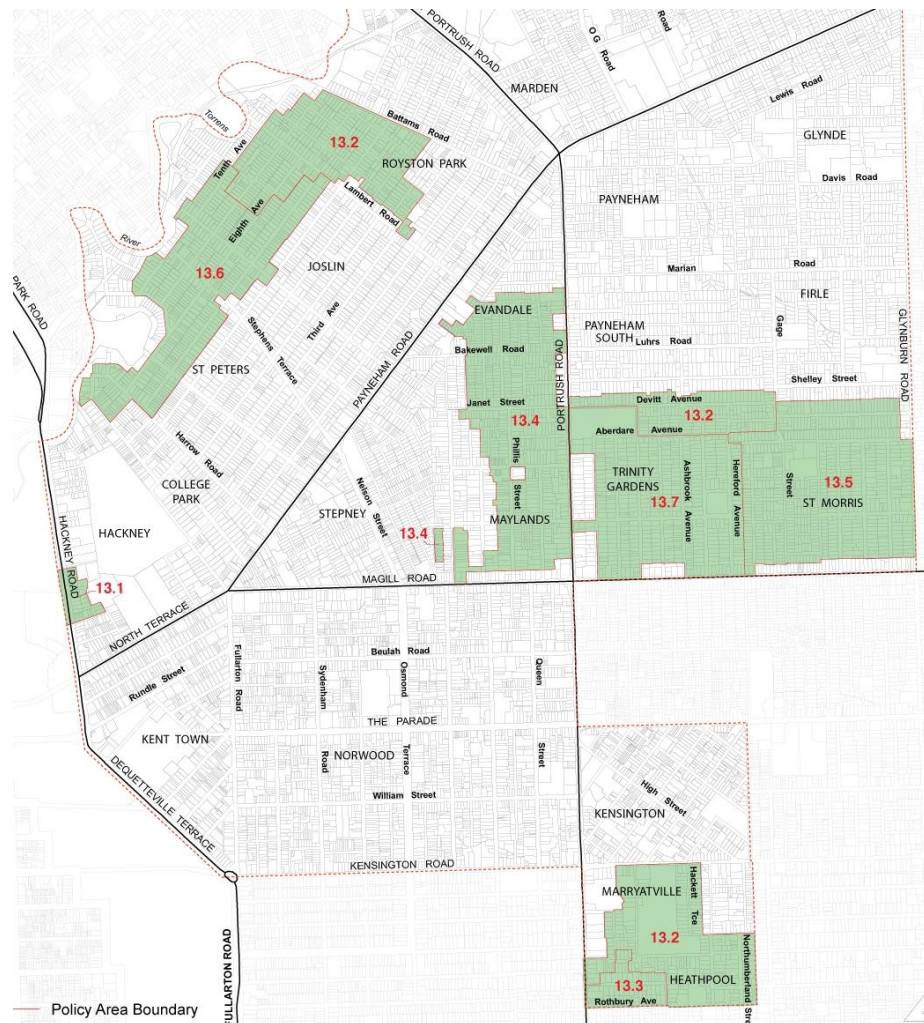 PORTRUSH ROAD
O G Road
MARDEN
Lewis Road
GLYNDE
Torrens
Battams Road
13.2
ROYSTON PARK
Tenth Ave
Davis Road
Lambert Road
PAYNEHAM
Eighth Ave
River
13.6
JOSLIN
Marian Road
PARK ROAD
Third Ave
FIRLE
EVANDALE
Stephens Terrace
PAYNEHAM ROAD
PAYNEHAM SOUTH
Gage
GLYNBURN ROAD
Bakewell Road
Luhrs Road
ST PETERS
PORTRUSH ROAD
Shelley Street
Janet Street
Devitt Avenue
13.4
13.2
Aberdare Avenue
Harrow Road
Phillis Street
TRINITY GARDENS
Ashbrook Avenue
Hereford Avenue
Street
13.5
ST MORRIS
COLLEGE PARK
Nelson Street
13.7
STEPNEY
MAYLANDS
HACKNEY
13.4
HACKNEY ROAD
MAGILL ROAD
13.1
NORTH TERRACE
Beulah Road
Rundle Street
Fullarton Road
Sydenham Road
Osmond Terrace
Queen Street
THE PARADE
KENT TOWN
NORWOOD
DEQUETTEVILLE TERRACE
William Street
High Street
KENSINGTON
KENSINGTON ROAD
MARRYATVILLE
Hackett Tce
13.2
FULLARTON ROAD
HEATHPOOL
Northumberland Stre
13.3
Rothbury Ave
Policy Area Boundary